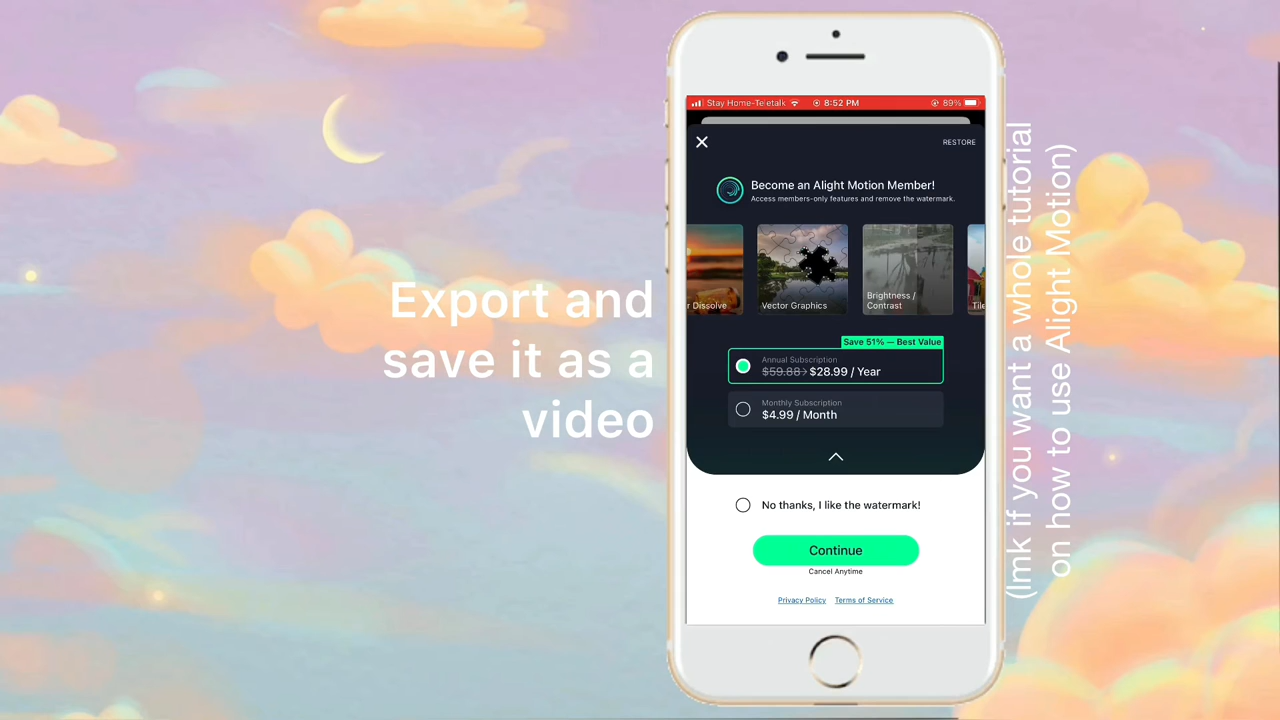 Export and
save it as a
video
Stay Home-Teletalk
8:52 PM
89%
RESTORE
Become an Alight Motion Member!
Access members-only features and remove the watermark.
r Dissolve
Vector Graphics
Brightness /
Contrast
Tile
Save 51% — Best Value
Annual Subscription
$59.88→ $28.99 / Year
Monthly Subscription
$4.99 / Month
No thanks, I like the watermark!
Continue
Cancel Anytime
Privacy Policy Terms of Service
(lmk if you want a whole tutorial
on how to use Alight Motion)